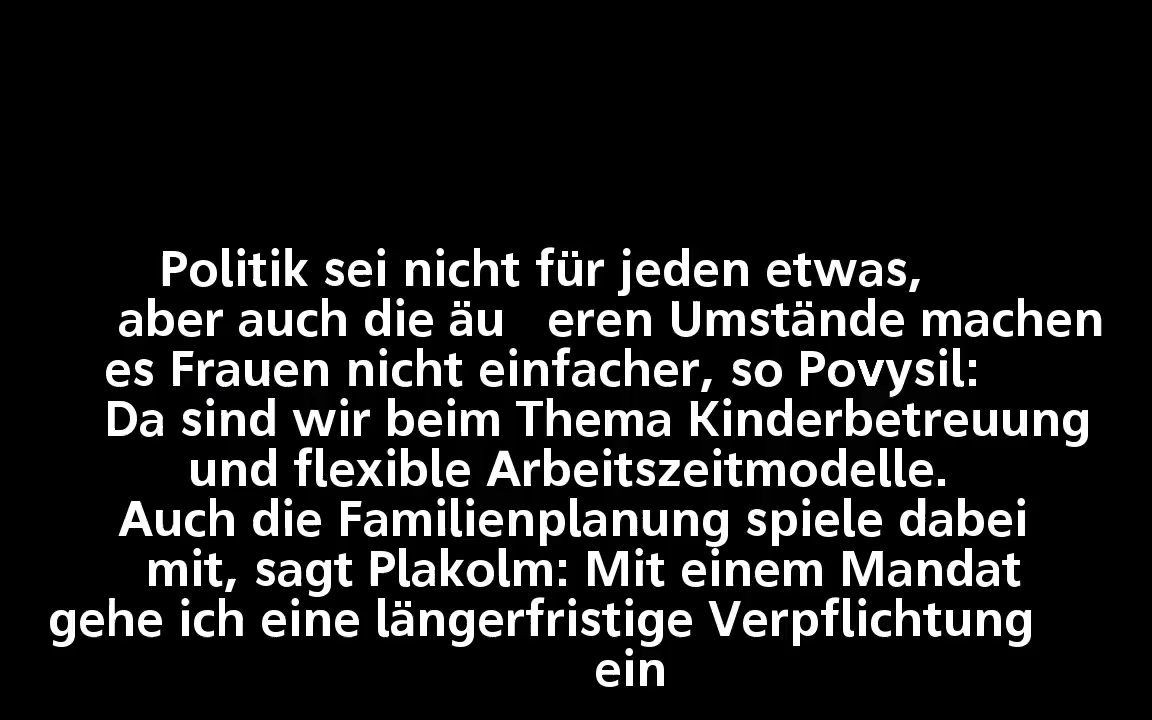 Politik sei nicht für jeden etwas,
aber auch die äu eren Umstände machen
es Frauen nicht einfacher, so Povysil:
Da sind wir beim Thema Kinderbetreuung
und flexible Arbeitszeitmodelle.
Auch die Familienplanung spiele dabei
mit, sagt Plakolm: Mit einem Mandat
gehe ich eine längerfristige Verpflichtung
ein